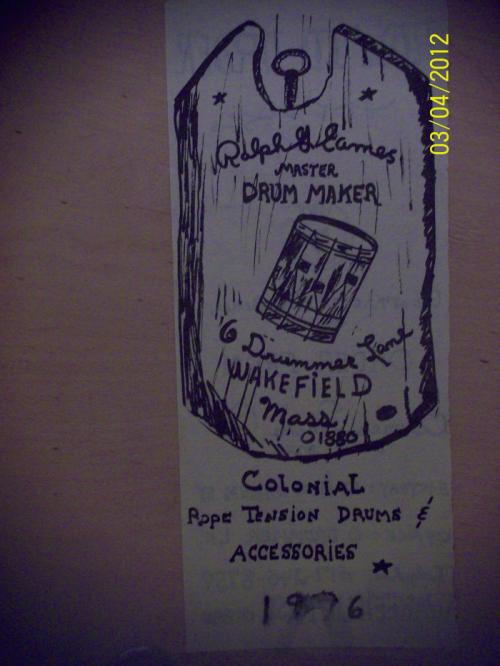 Ralph G Eames
MASTER
DRUM MAKER
6 Drummer Lane
WAKEFIELD
Mass
01880
COLONIAL
ROPE TENSION DRUMS &
ACCESSORIES
1976
03/04/2012